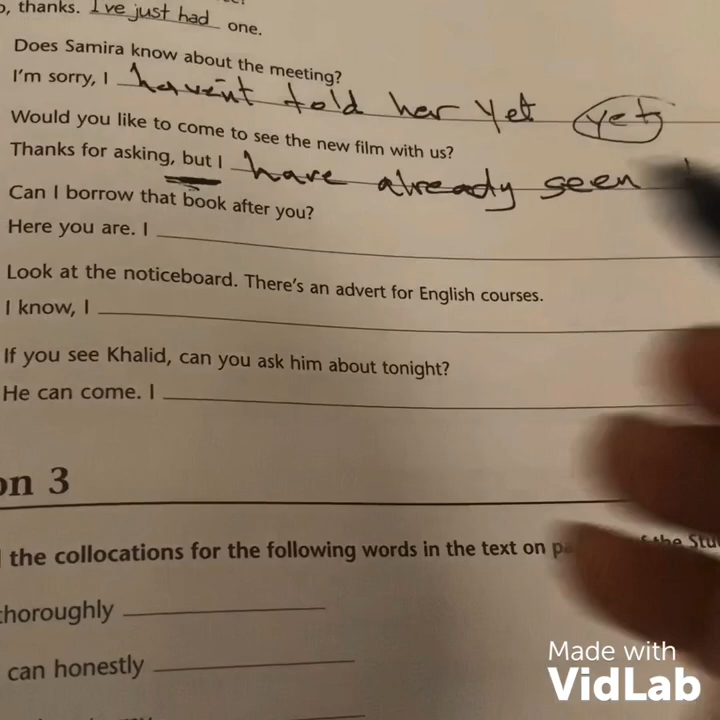 thanks. I've just had one.
Does Samira know about the meeting?
I'm sorry, I haven't told her yet yet
Would you like to come to see the new film with us?
Thanks for asking, but I have already seen
Can I borrow that book after you?
Here you are. I
Look at the noticeboard. There's an advert for English courses.
I know, I
If you see Khalid, can you ask him about tonight?
He can come. I
on 3
the collocations for the following words in the text on the Stu
thoroughly
can honestly
Made with
VidLab